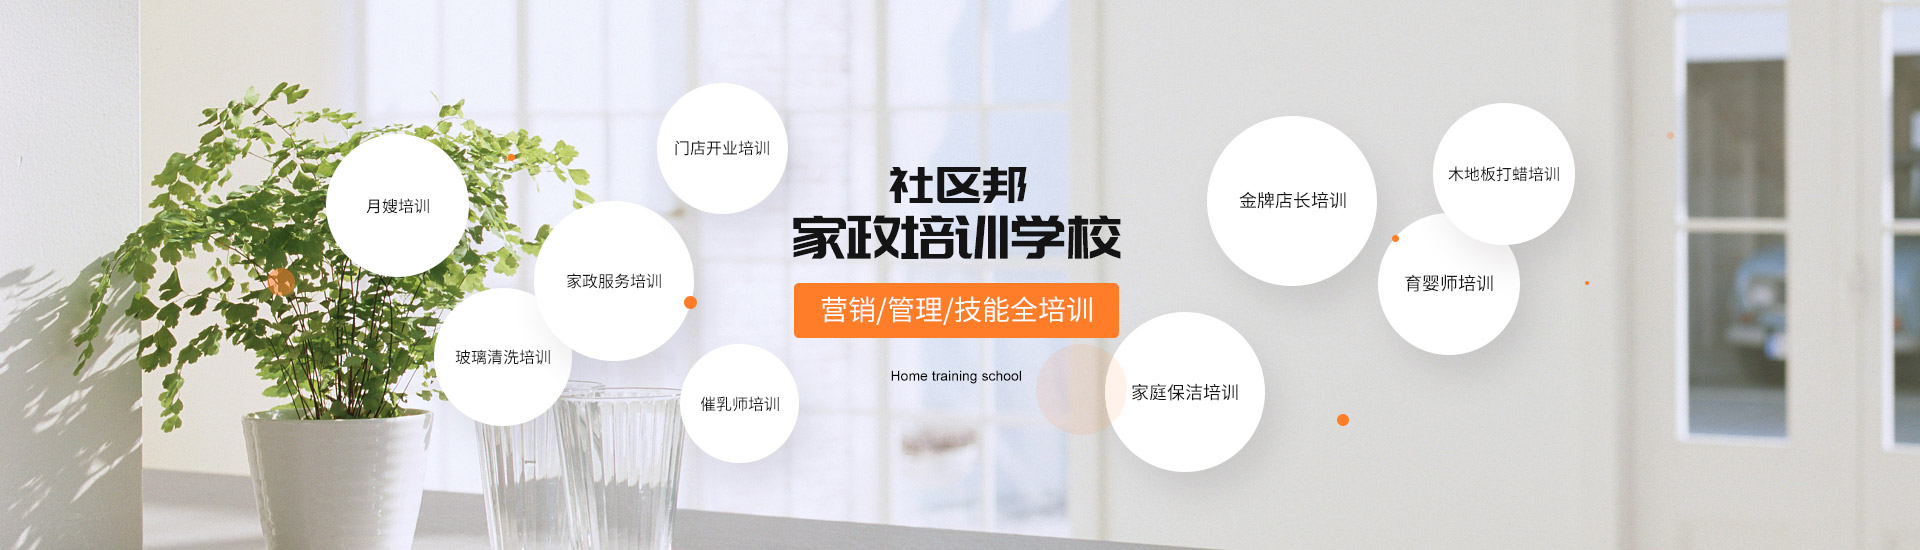 门店开业培训
月嫂培训
家政服务培训
玻璃清洗培训
催乳师培训
社区邦
家政培训学校
营销/管理/技能全培训
Home training school
金牌店长培训
木地板打蜡培训
育婴师培训
家庭保洁培训